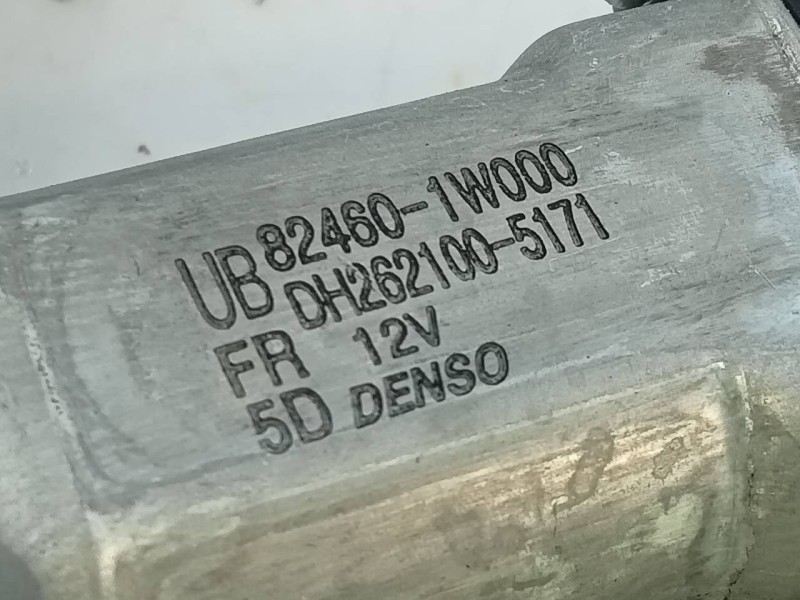 UB 82460-1W000
DH262100-5171
FR 12V
5D DENSO